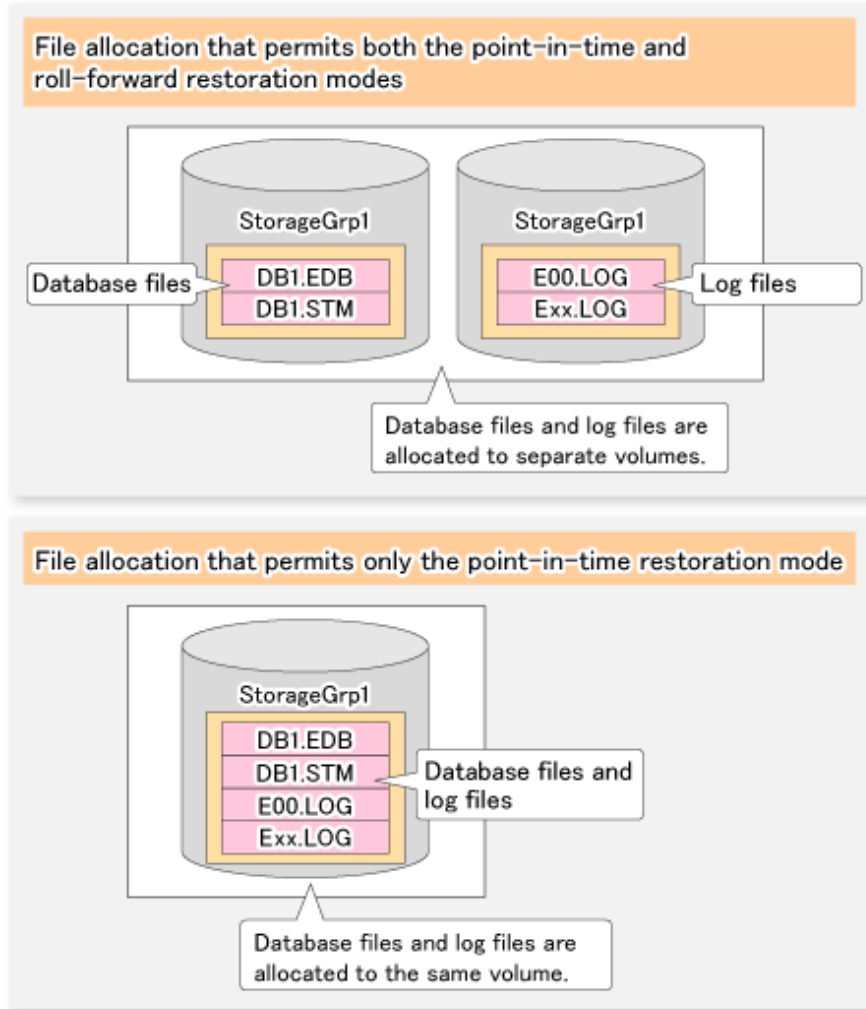 File allocation that permits both the point-in-time and
roll-forward restoration modes
StorageGrp1
StorageGrp1
Database files
DB1.EDB
DB1.STM
E00.LOG
Exx.LOG
Log files
Database files and log files are
allocated to separate volumes.
File allocation that permits only the point-in-time restoration mode
StorageGrp1
DB1.EDB
DB1.STM
E00.LOG
Exx.LOG
Database files and
log files
Database files and log files are
allocated to the same volume.